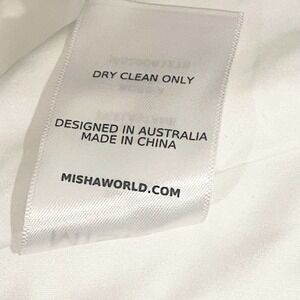 DRY CLEAN ONLY
DESIGNED IN AUSTRALIA
MADE IN CHINA
MISHAWORLD.COM